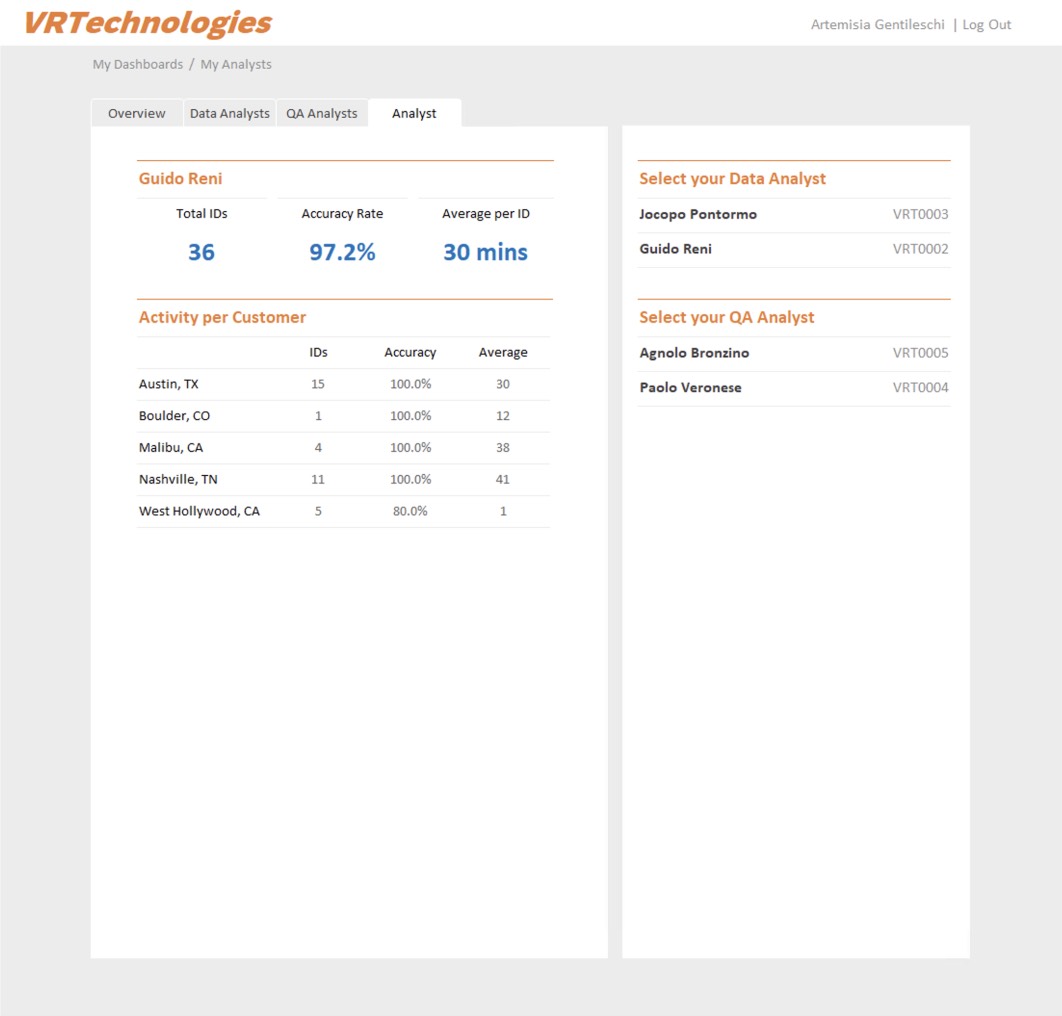 VRTechnologies
Artemisia Gentileschi | Log Out
My Dashboards / My Analysts
Overview Data Analysts QA Analysts Analyst
Guido Reni
Total IDs Accuracy Rate Average per ID
36 97.2% 30 mins
Activity per Customer
IDs Accuracy Average
Austin, TX 15 100.0% 30
Boulder, CO 1 100.0% 12
Malibu, CA 4 100.0% 38
Nashville, TN 11 100.0% 41
West Hollywood, CA 5 80.0% 1
Select your Data Analyst
Jocopo Pontormo VRT0003
Guido Reni VRT0002
Select your QA Analyst
Agnolo Bronzino VRT0005
Paolo Veronese VRT0004